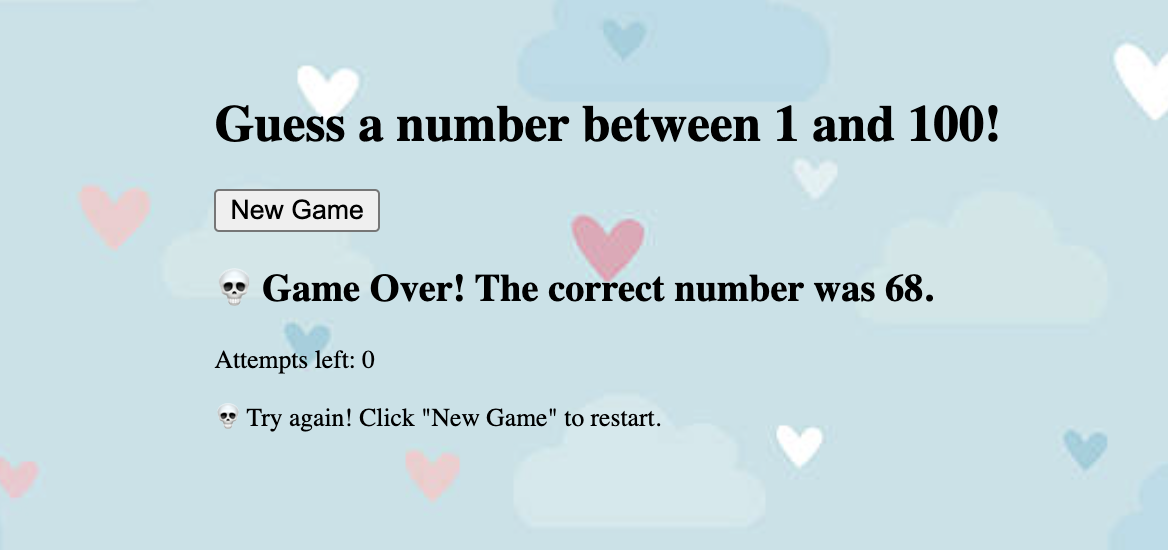 Guess a number between 1 and 100!
New Game
💀 Game Over! The correct number was 68.
Attempts left: 0
💀 Try again! Click "New Game" to restart.